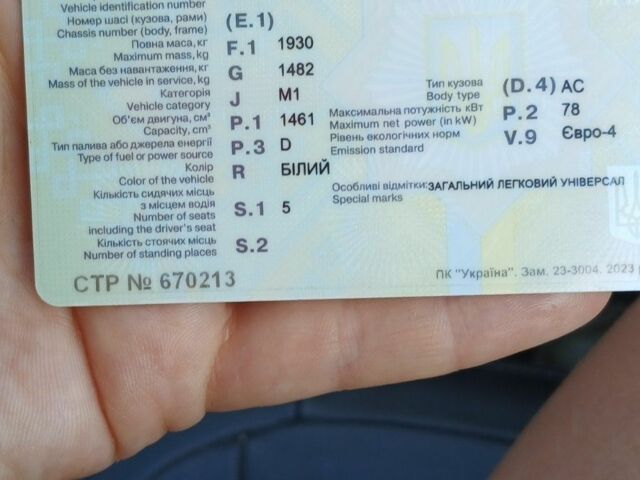 Vehicle identification number
Номер шасі (кузова, рами) (E.1)
Chassis number (body, frame)
Повна маса, кг F.1 1930
Maximum mass, kg
Маса без навантаження, кг G 1482
Mass of the vehicle in service, kg
Категорія J M1
Vehicle category
Об'єм двигуна, см³ P.1 1461
Capacity, cm³
Тип палива або джерела енергії P.3 D
Type of fuel or power source
Колір R БІЛИЙ
Color of the vehicle
Кількість сидячих місць
з місцем водія S.1 5
Number of seats
including the driver's seat
Кількість стоячих місць S.2
Number of standing places
СТР № 670213
Тип кузова (D.4) AC
Body type
Максимальна потужність кВт P.2 78
Maximum net power (in kW)
Рівень екологічних норм V.9 Євро-4
Emission standard
Особливі відмітки: ЗАГАЛЬНИЙ ЛЕГКОВИЙ УНІВЕРСАЛ
Special marks
ПК "Україна". Зам. 23-3004. 2023